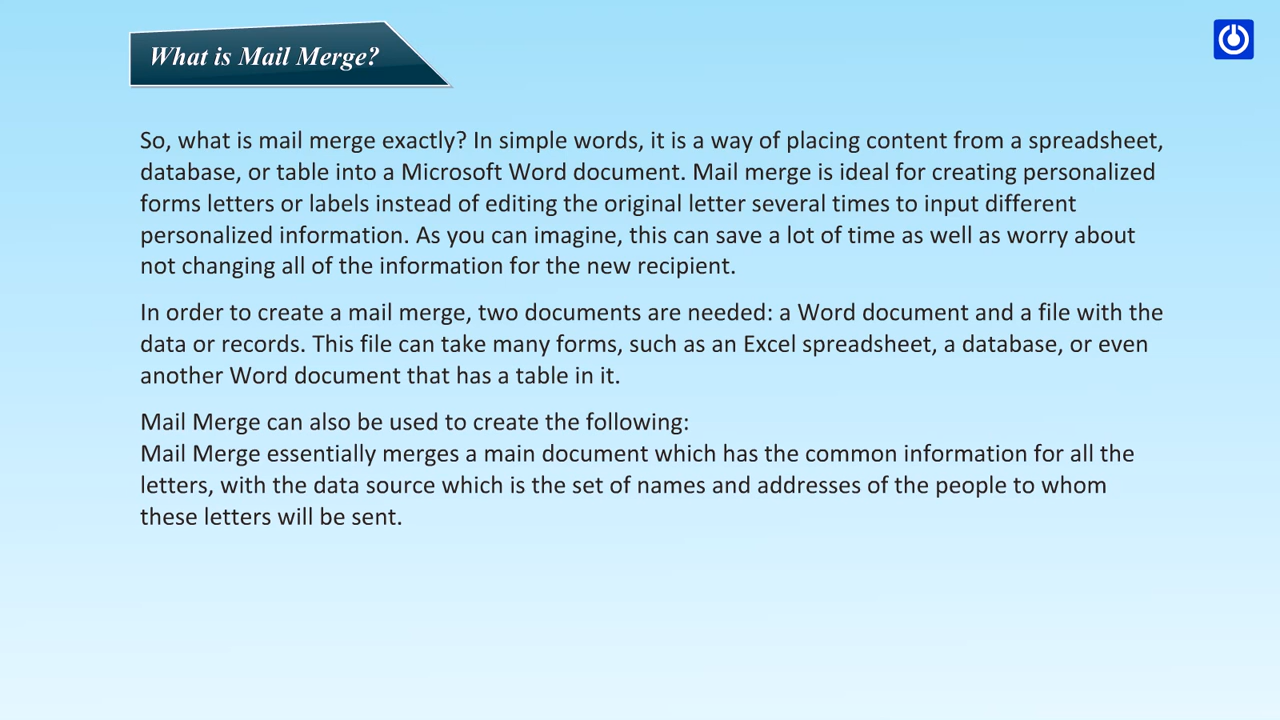 What is Mail Merge?
So, what is mail merge exactly? In simple words, it is a way of placing content from a spreadsheet,
database, or table into a Microsoft Word document. Mail merge is ideal for creating personalized
forms letters or labels instead of editing the original letter several times to input different
personalized information. As you can imagine, this can save a lot of time as well as worry about
not changing all of the information for the new recipient.
In order to create a mail merge, two documents are needed: a Word document and a file with the
data or records. This file can take many forms, such as an Excel spreadsheet, a database, or even
another Word document that has a table in it.
Mail Merge can also be used to create the following:
Mail Merge essentially merges a main document which has the common information for all the
letters, with the data source which is the set of names and addresses of the people to whom
these letters will be sent.